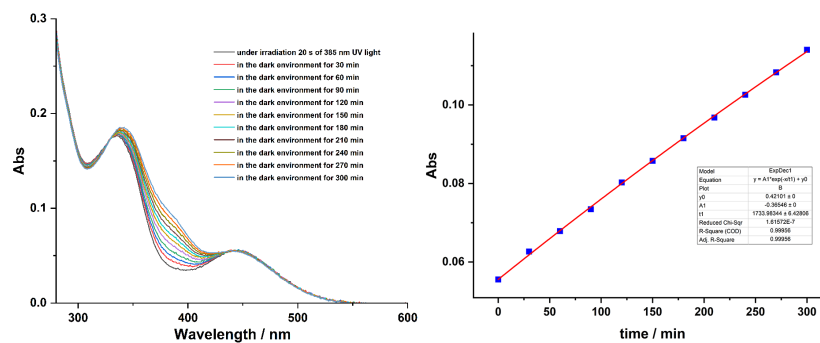 0.3
0.2
0.1
0.0
300
400
500
600
Abs
Wavelength / nm
under irradiation 20 s of 385 nm UV light
in the dark environment for 30 min
in the dark environment for 60 min
in the dark environment for 90 min
in the dark environment for 120 min
in the dark environment for 150 min
in the dark environment for 180 min
in the dark environment for 210 min
in the dark environment for 240 min
in the dark environment for 270 min
in the dark environment for 300 min
0.10
0.08
0.06
0
50
100
150
200
250
300
Abs
time / min
Model ExpDec1
Equation y = A1*exp(-x/t1) + y0
Plot B
y0 0.42101 ± 0
A1 -0.36546 ± 0
t1 1733.98344 ± 6.42808
Reduced Chi-Sqr 1.61572E-7
R-Square (COD) 0.99956
Adj. R-Square 0.99956